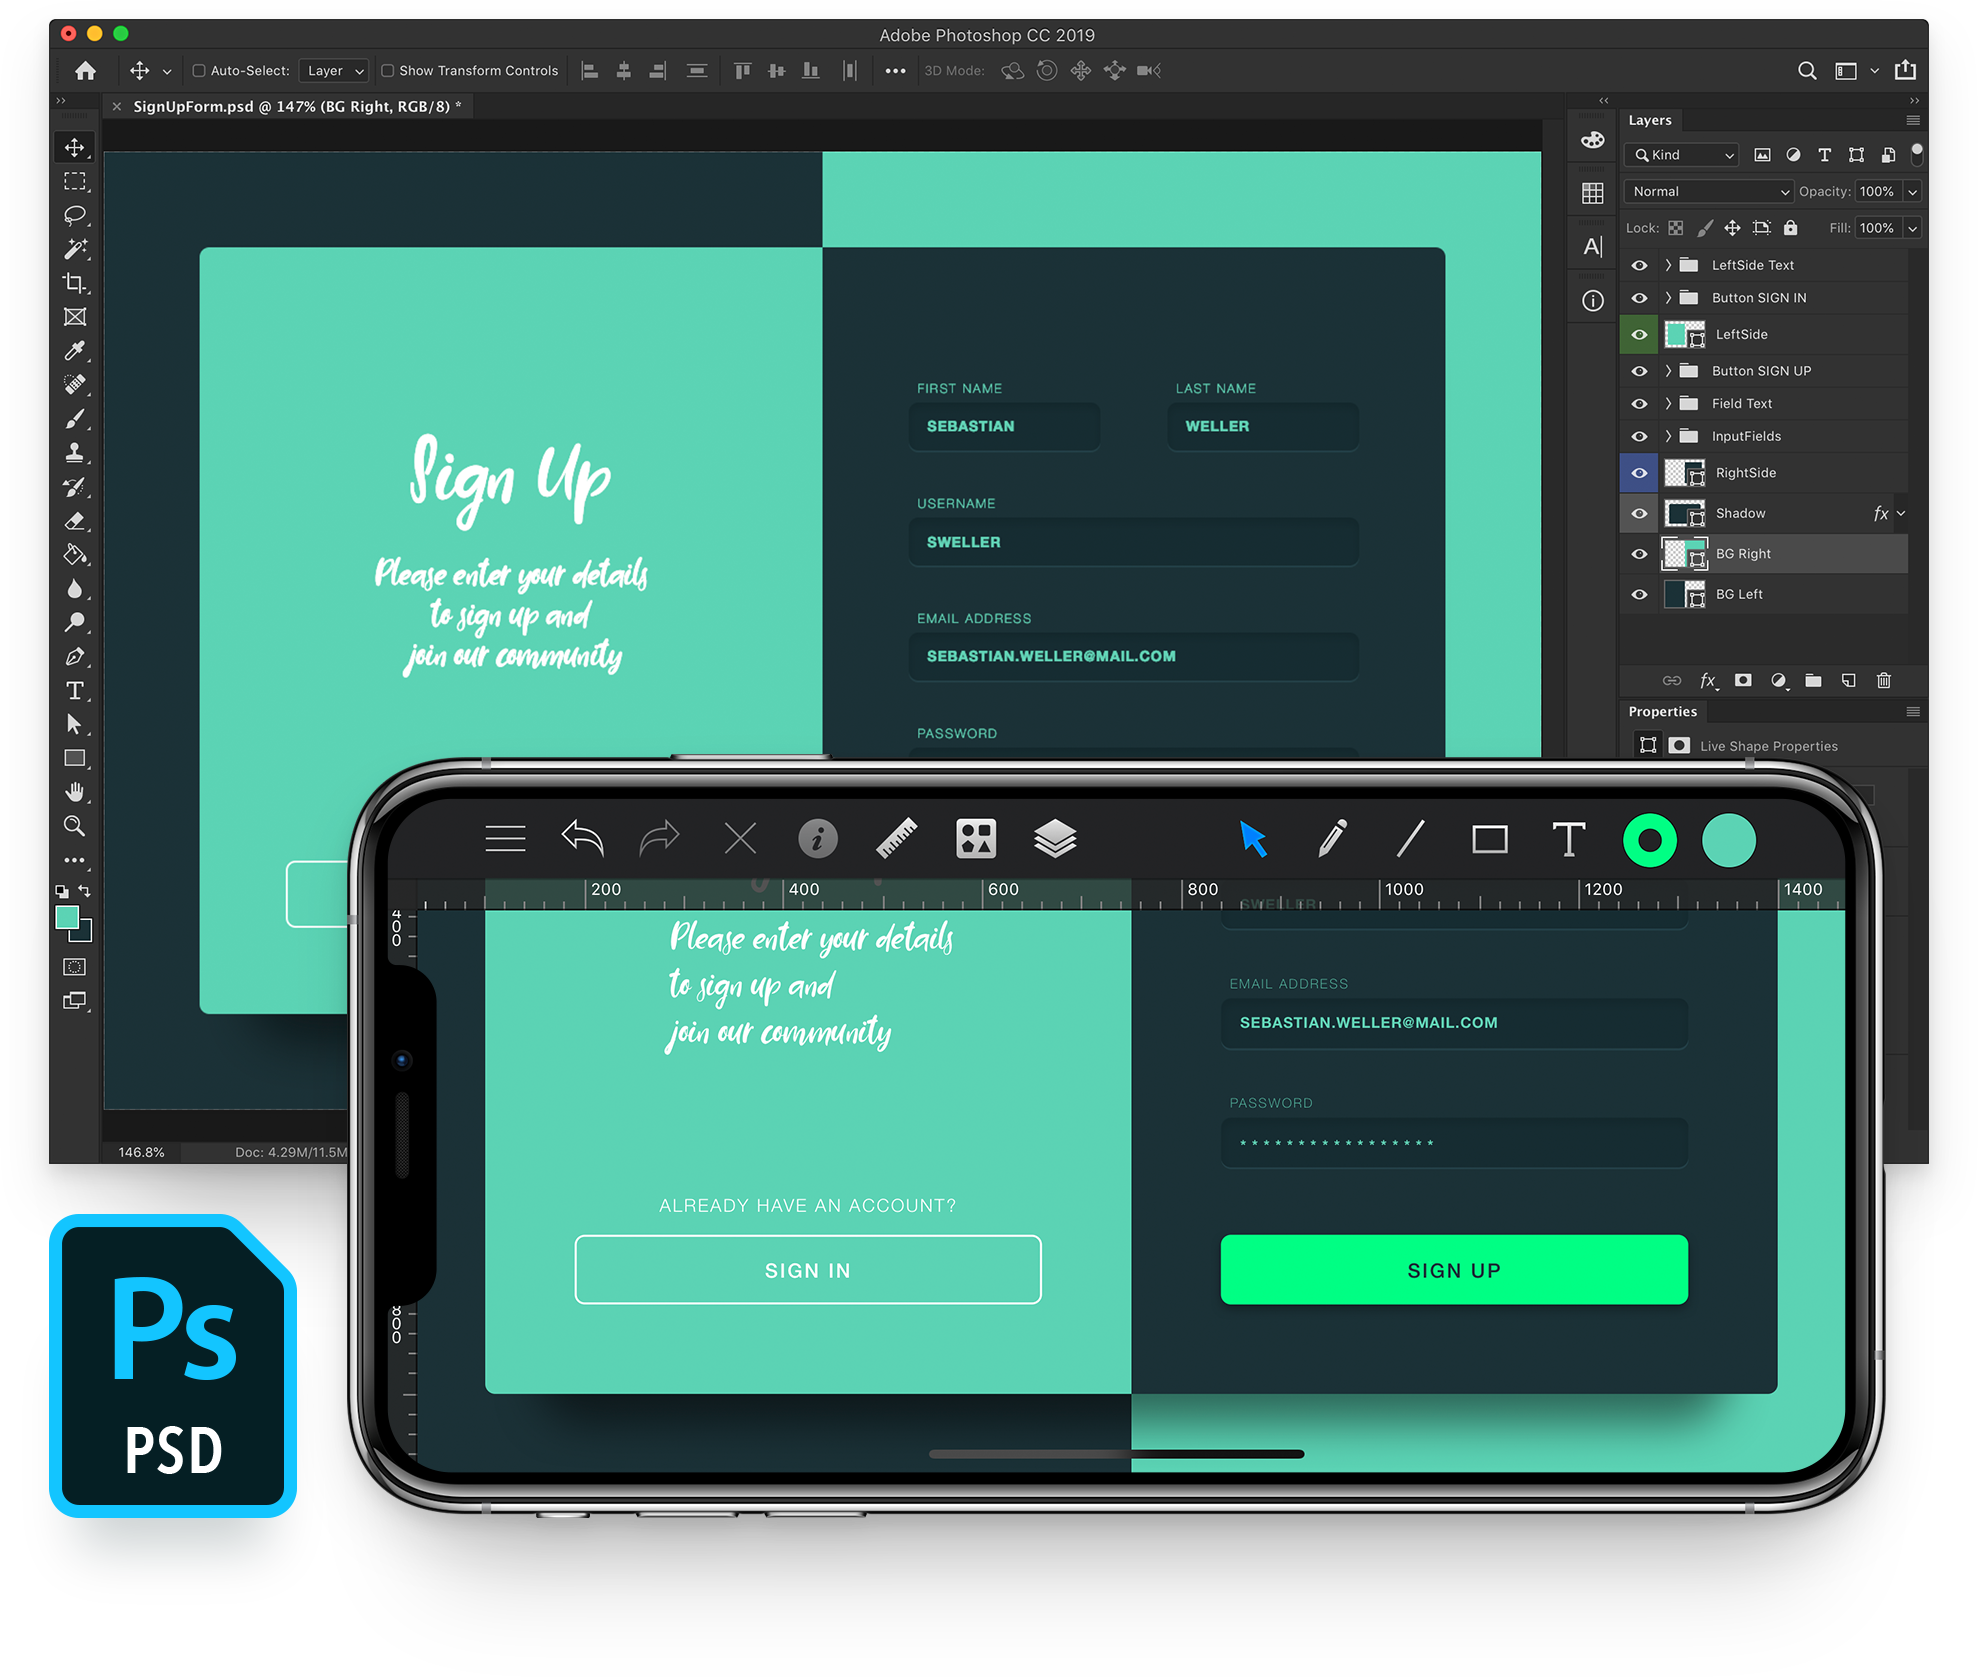 Adobe Photoshop CC 2019
Auto-Select: Layer Show Transform Controls 3D Mode:
SignUpForm.psd @ 147% (BG Right, RGB/8) *
Sign Up
Please enter your details
to sign up and
join our community
FIRST NAME LAST NAME
SEBASTIAN WELLER
USERNAME
SWELLER
EMAIL ADDRESS
SEBASTIAN.WELLER@MAIL.COM
PASSWORD
Layers
Kind
Normal Opacity: 100%
Lock: Fill: 100%
LeftSide Text
Button SIGN IN
LeftSide
Button SIGN UP
Field Text
InputFields
RightSide
Shadow fx
BG Right
BG Left
fx
Properties
Live Shape Properties
146.8% Doc: 4.29M/11.5M
200 400 600 800 1000 1200 1400
400
800
SWELLER
Please enter your details
to sign up and
join our community
EMAIL ADDRESS
SEBASTIAN.WELLER@MAIL.COM
PASSWORD
* * * * * * * * * * * * * * * * *
ALREADY HAVE AN ACCOUNT?
SIGN IN
SIGN UP
Ps
PSD